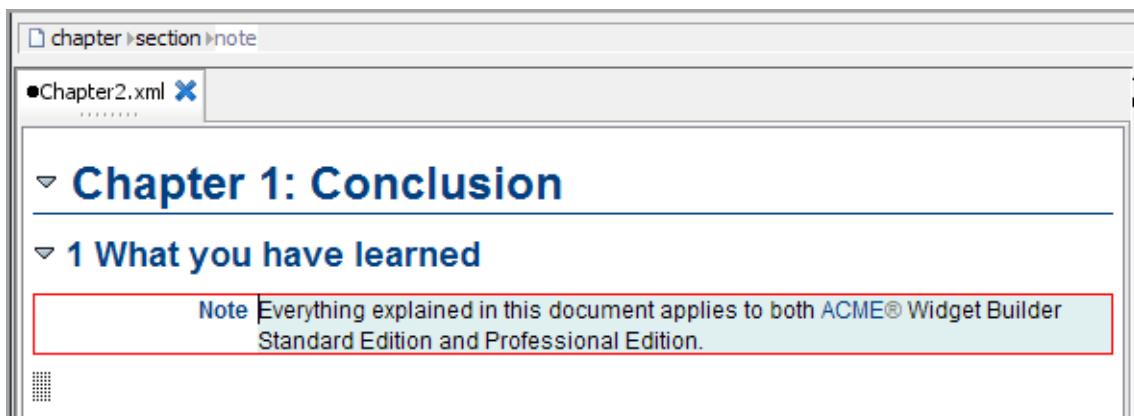 chapter section note
Chapter2.xml
Chapter 1: Conclusion
1 What you have learned
Note Everything explained in this document applies to both ACME® Widget Builder
Standard Edition and Professional Edition.